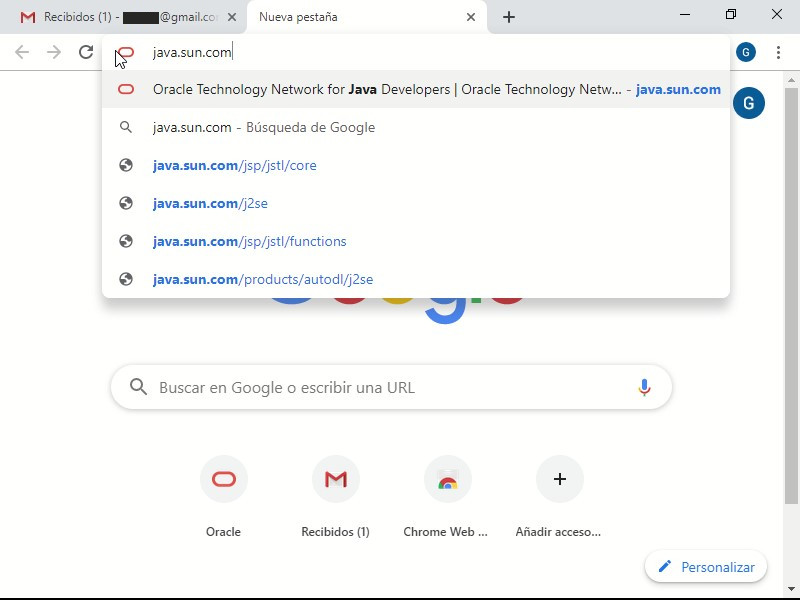 Recibidos (1) - @gmail.co
Nueva pestaña
java.sun.com
G
Oracle Technology Network for Java Developers | Oracle Technology Netw... - java.sun.com
G
java.sun.com - Búsqueda de Google
java.sun.com/jsp/jstl/core
java.sun.com/j2se
java.sun.com/jsp/jstl/functions
java.sun.com/products/autodl/j2se
Buscar en Google o escribir una URL
Oracle
Recibidos (1)
Chrome Web ...
Añadir acceso...
Personalizar